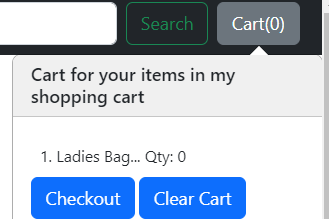 Search Cart(0)
Cart for your items in my
shopping cart
1. Ladies Bag... Qty: 0
Checkout Clear Cart